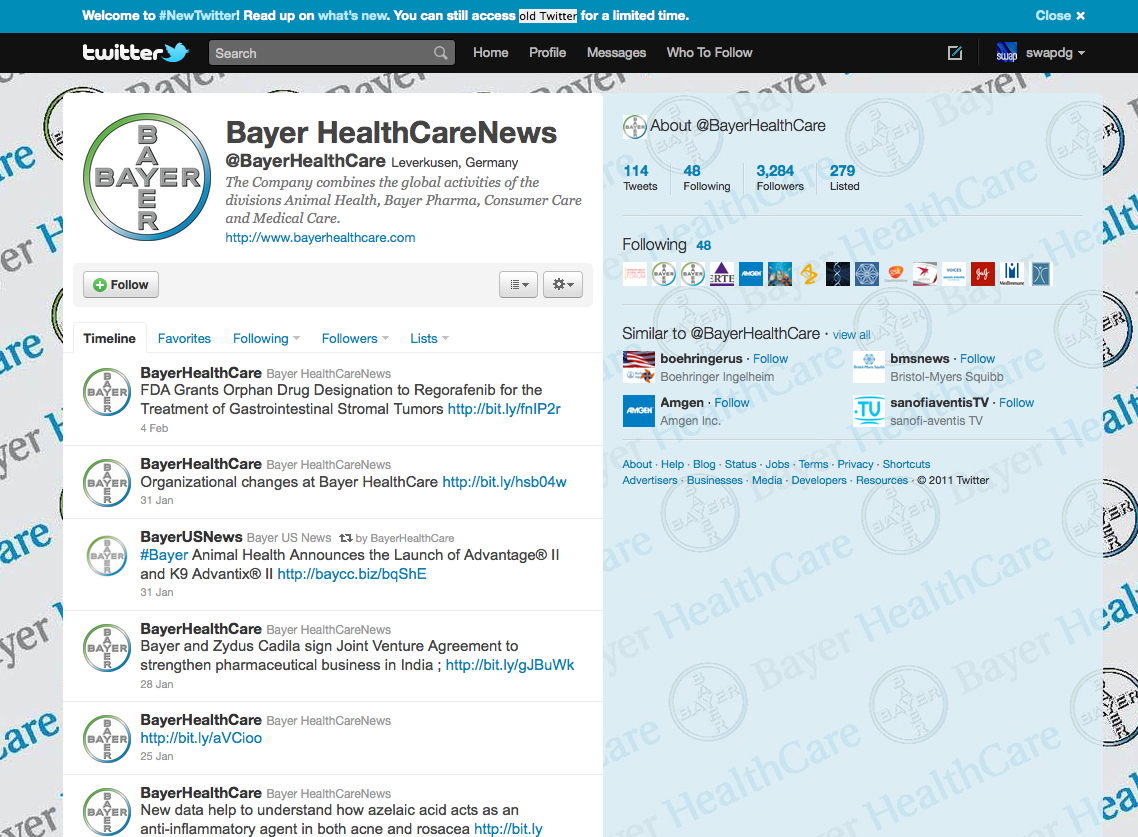 Welcome to #NewTwitter! Read up on what's new. You can still access old Twitter for a limited time.
Close ×
twitter
Search
Home
Profile
Messages
Who To Follow
swap
swapdg
BAYER
BAYER
Bayer HealthCareNews
@BayerHealthCare Leverkusen, Germany
The Company combines the global activities of the
divisions Animal Health, Bayer Pharma, Consumer Care
and Medical Care.
http://www.bayerhealthcare.com
Follow
Timeline
Favorites
Following
Followers
Lists
BayerHealthCare Bayer HealthCareNews
FDA Grants Orphan Drug Designation to Regorafenib for the
Treatment of Gastrointestinal Stromal Tumors http://bit.ly/fnIP2r
4 Feb
BayerHealthCare Bayer HealthCareNews
Organizational changes at Bayer HealthCare http://bit.ly/hsb04w
31 Jan
BayerUSNews Bayer US News by BayerHealthCare
#Bayer Animal Health Announces the Launch of Advantage® II
and K9 Advantix® II http://baycc.biz/bqShE
31 Jan
BayerHealthCare Bayer HealthCareNews
Bayer and Zydus Cadila sign Joint Venture Agreement to
strengthen pharmaceutical business in India ; http://bit.ly/gJBuWk
28 Jan
BayerHealthCare Bayer HealthCareNews
http://bit.ly/aVCioo
25 Jan
BayerHealthCare Bayer HealthCareNews
New data help to understand how azelaic acid acts as an
anti-inflammatory agent in both acne and rosacea http://bit.ly
About @BayerHealthCare
114
Tweets
48
Following
3,284
Followers
279
Listed
Following 48
Similar to @BayerHealthCare · view all
boehringerus · Follow
Boehringer Ingelheim
bmsnews · Follow
Bristol-Myers Squibb
AMGEN
Amgen · Follow
Amgen Inc.
.TU
sanofiaventisTV · Follow
sanofi-aventis TV
About · Help · Blog · Status · Jobs · Terms · Privacy · Shortcuts
Advertisers · Businesses · Media · Developers · Resources · © 2011 Twitter
Bayer HealthCare